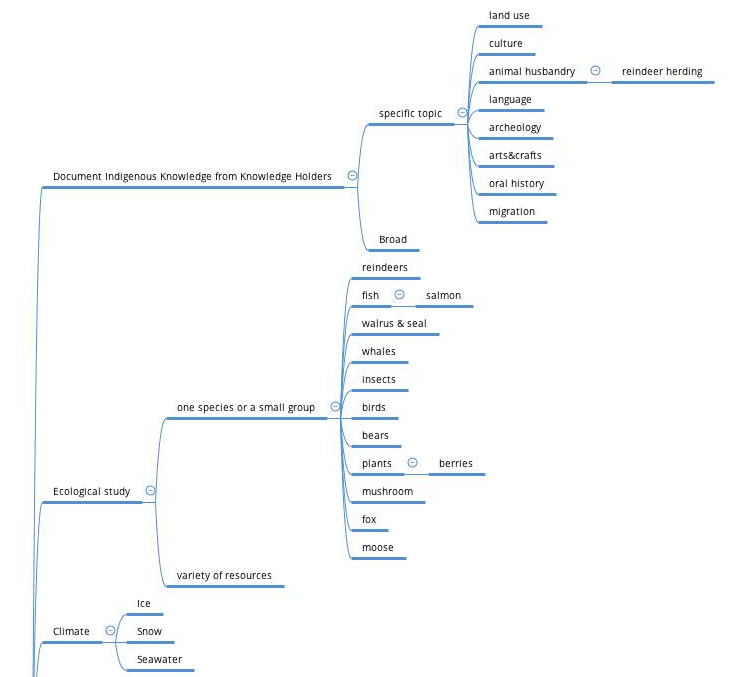 land use
culture
animal husbandry
reindeer herding
language
specific topic
archeology
arts&crafts
Document Indigenous Knowledge from Knowledge Holders
oral history
migration
Broad
reindeers
fish
salmon
walrus & seal
whales
insects
one species or a small group
birds
bears
plants
berries
Ecological study
mushroom
fox
moose
variety of resources
Ice
Climate
Snow
Seawater